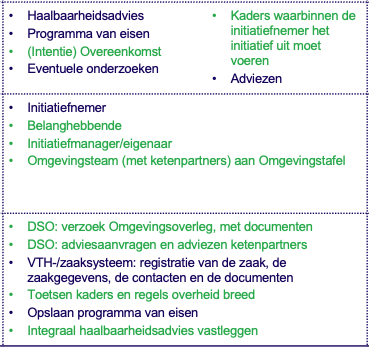 • Haalbaarheidsadvies
• Programma van eisen
• (Intentie) Overeenkomst
• Eventuele onderzoeken
• Kaders waarbinnen de
initiatiefnemer het
initiatief uit moet
voeren
• Adviezen
• Initiatiefnemer
• Belanghebbende
• Initiatiefmanager/eigenaar
• Omgevingsteam (met ketenpartners) aan Omgevingstafel
• DSO: verzoek Omgevingsoverleg, met documenten
• DSO: adviesaanvragen en adviezen ketenpartners
• VTH-/zaaksysteem: registratie van de zaak, de
zaakgegevens, de contacten en de documenten
• Toetsen kaders en regels overheid breed
• Opslaan programma van eisen
• Integraal haalbaarheidsadvies vastleggen